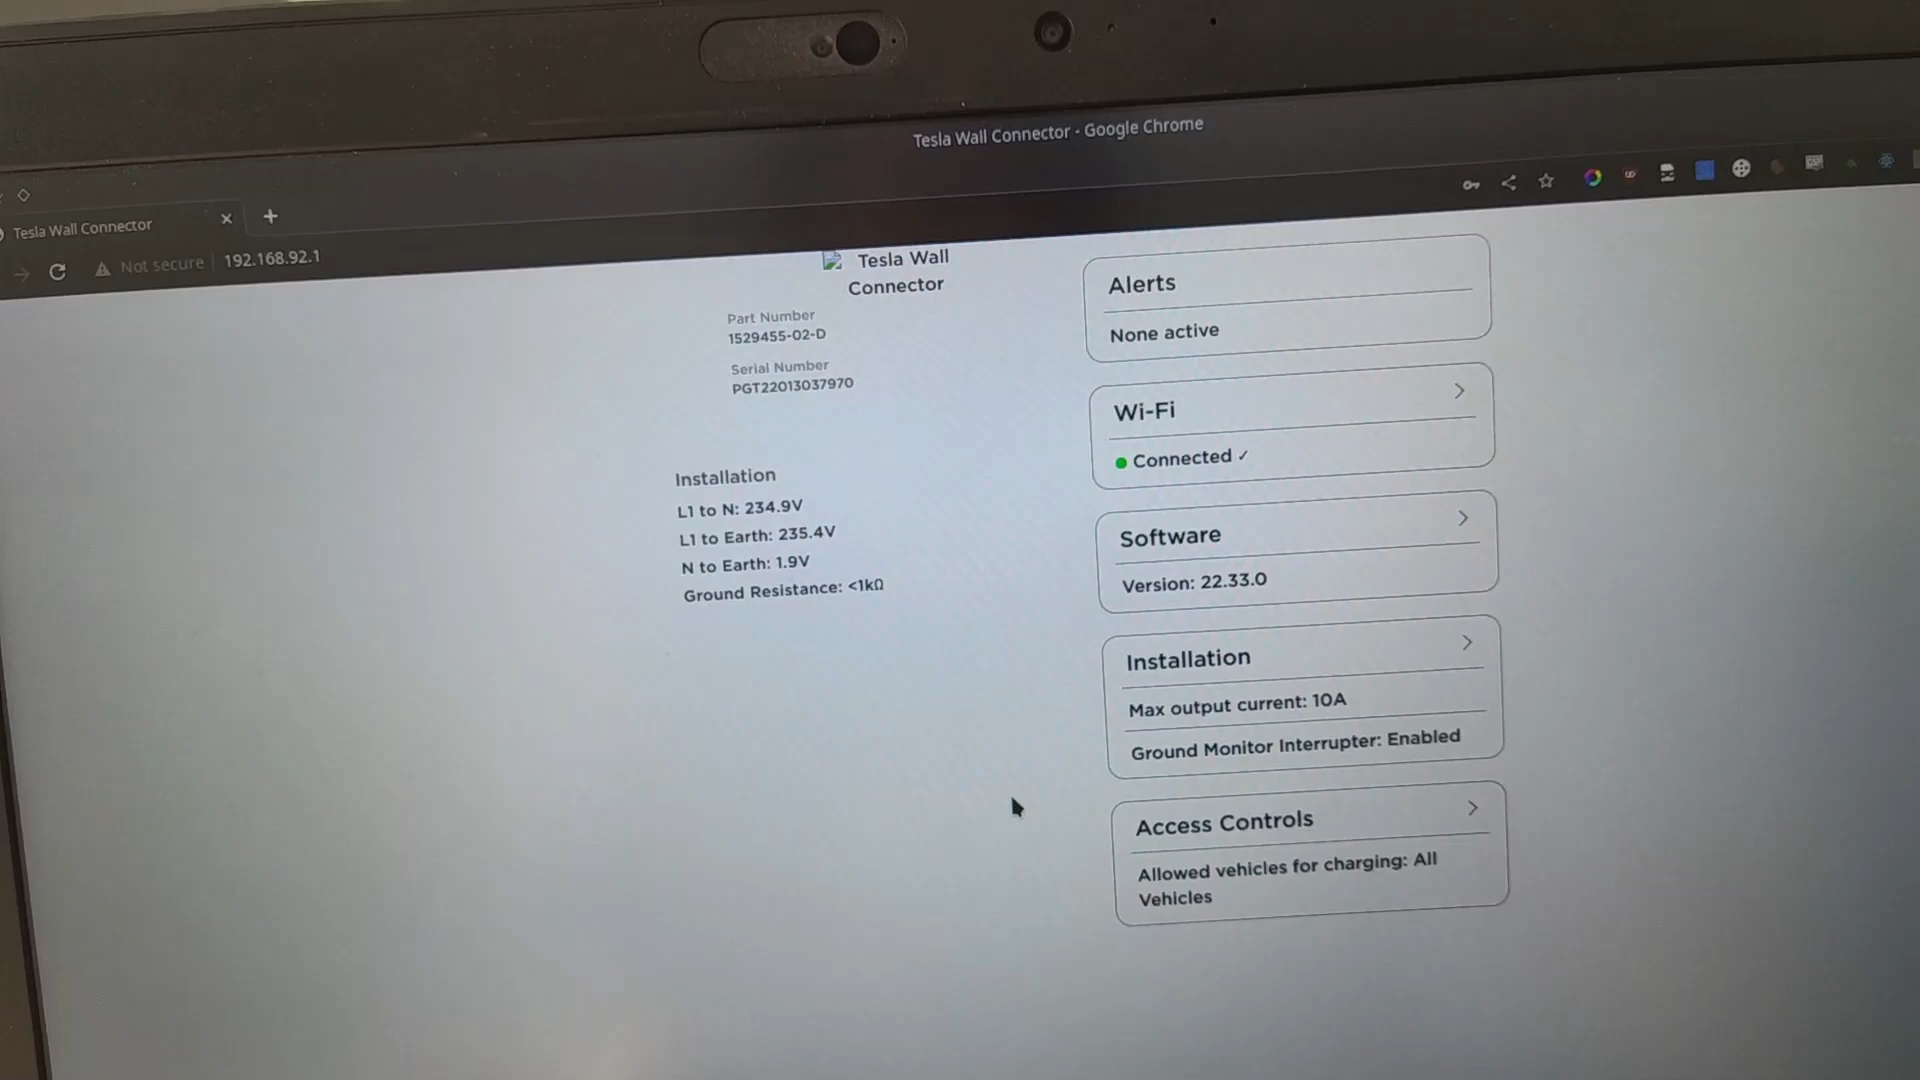 Tesla Wall Connector - Google Chrome
Tesla Wall Connector
Not secure
192.168.92.1
Tesla Wall
Connector
Part Number
1529455-02-D
Serial Number
PGT22013037970
Installation
L1 to N: 234.9V
L1 to Earth: 235.4V
N to Earth: 1.9V
Ground Resistance: <1kΩ
Alerts
None active
Wi-Fi
Connected ✓
Software
Version: 22.33.0
Installation
Max output current: 10A
Ground Monitor Interrupter: Enabled
Access Controls
Allowed vehicles for charging: All
Vehicles